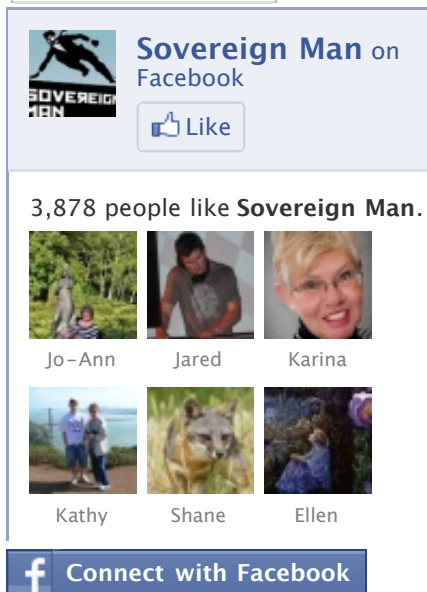 Sovereign Man on
Facebook
SOVEREIGN
MAN
Like
3,878 people like Sovereign Man.
Jo-Ann Jared Karina
Kathy Shane Ellen
f Connect with Facebook